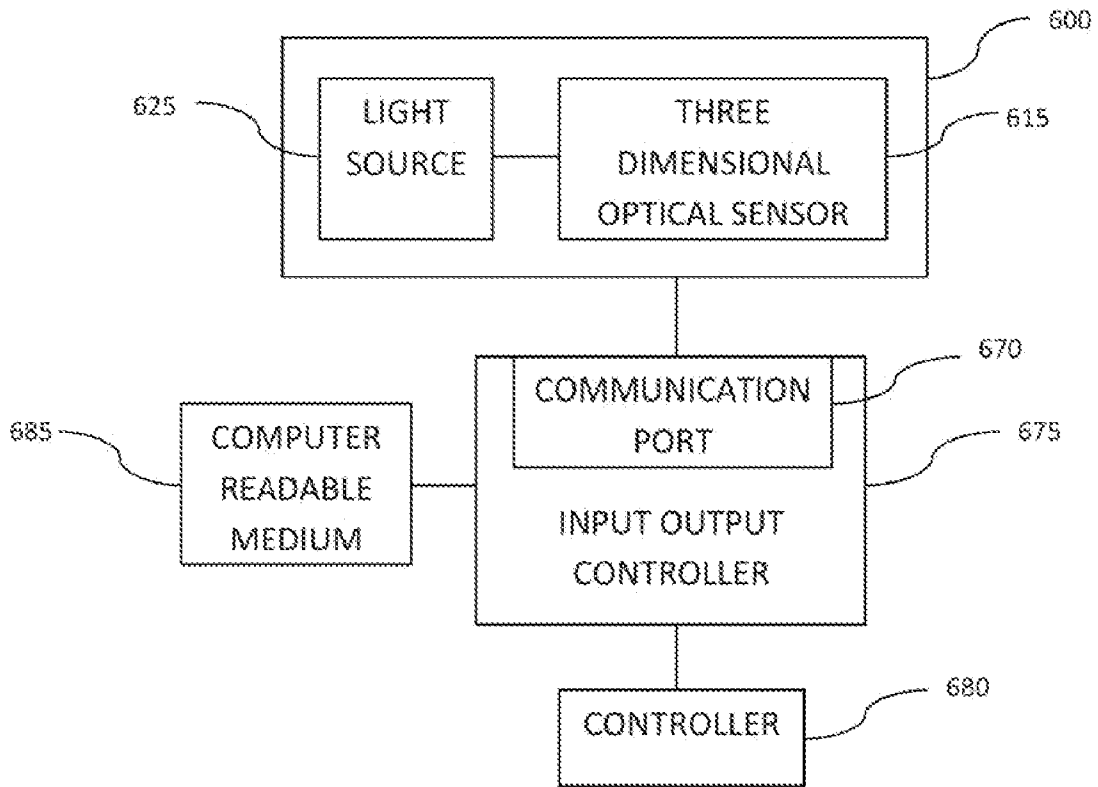 600
625
LIGHT
SOURCE
THREE
DIMENSIONAL
OPTICAL SENSOR
615
670
COMMUNICATION
PORT
685
COMPUTER
READABLE
MEDIUM
675
INPUT OUTPUT
CONTROLLER
680
CONTROLLER